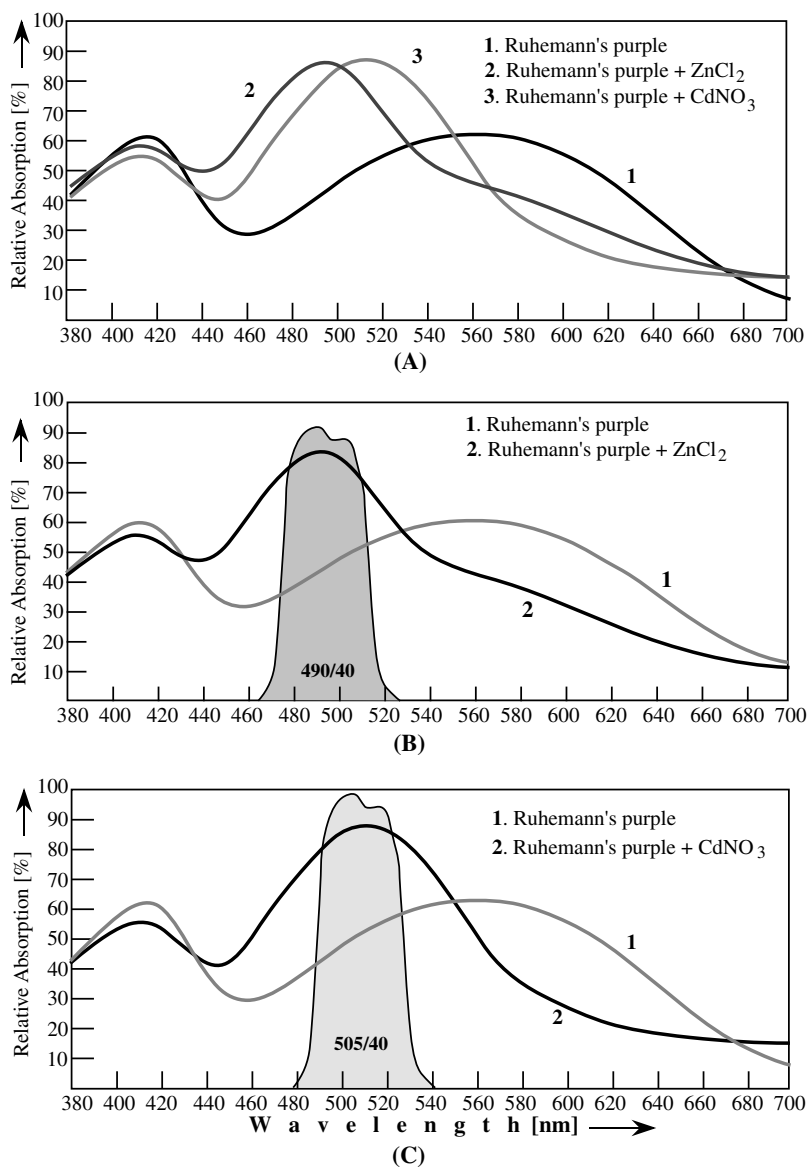 100
90
80
70
60
50
40
30
20
10
Relative Absorption [%]
1. Ruhemann's purple
2. Ruhemann's purple + ZnCl2
3. Ruhemann's purple + CdNO3
2
3
1
380 400 420 440 460 480 500 520 540 560 580 600 620 640 660 680 700
(A)
100
90
80
70
60
50
40
30
20
10
Relative Absorption [%]
1. Ruhemann's purple
2. Ruhemann's purple + ZnCl2
1
2
490/40
380 400 420 440 460 480 500 520 540 560 580 600 620 640 660 680 700
(B)
100
90
80
70
60
50
40
30
20
10
Relative Absorption [%]
1. Ruhemann's purple
2. Ruhemann's purple + CdNO3
1
2
505/40
380 400 420 440 460 480 500 520 540 560 580 600 620 640 660 680 700
Wavelength [nm]
(C)